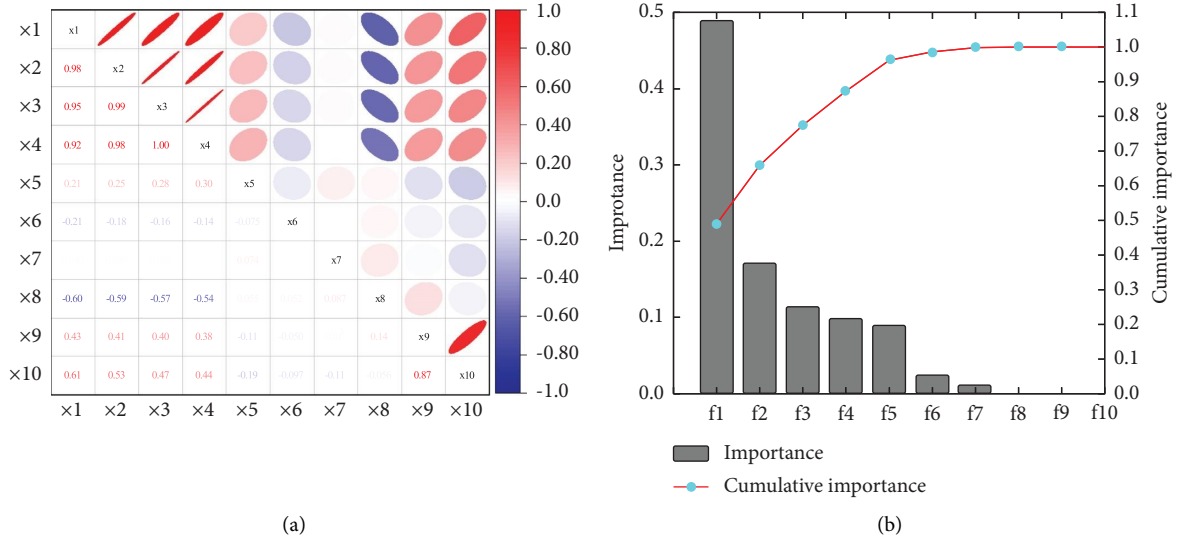 ×1 x1 1.0
0.80
×2 0.98 x2
0.60
×3 0.95 0.99 x3
0.40
×4 0.92 0.98 1.00 x4
0.20
×5 0.21 0.25 0.28 0.30 x5
0.0
×6 -0.21 -0.18 -0.16 -0.14 -0.075 x6
-0.20
×7 x7
-0.40
×8 -0.60 -0.59 -0.57 -0.54 0.087 x8
-0.60
×9 0.43 0.41 0.40 0.38 -0.11 0.14 x9
-0.80
×10 0.61 0.53 0.47 0.44 -0.19 -0.097 -0.11 0.87 x10
-1.0
×1 ×2 ×3 ×4 ×5 ×6 ×7 ×8 ×9 ×10
(a)
Improtance
0.5
0.4
0.3
0.2
0.1
0.0
f1 f2 f3 f4 f5 f6 f7 f8 f9 f10
1.1
1.0
0.9
0.8
0.7
0.6
0.5
0.4
0.3
0.2
0.1
0.0
Cumulative importance
Importance
Cumulative importance
(b)